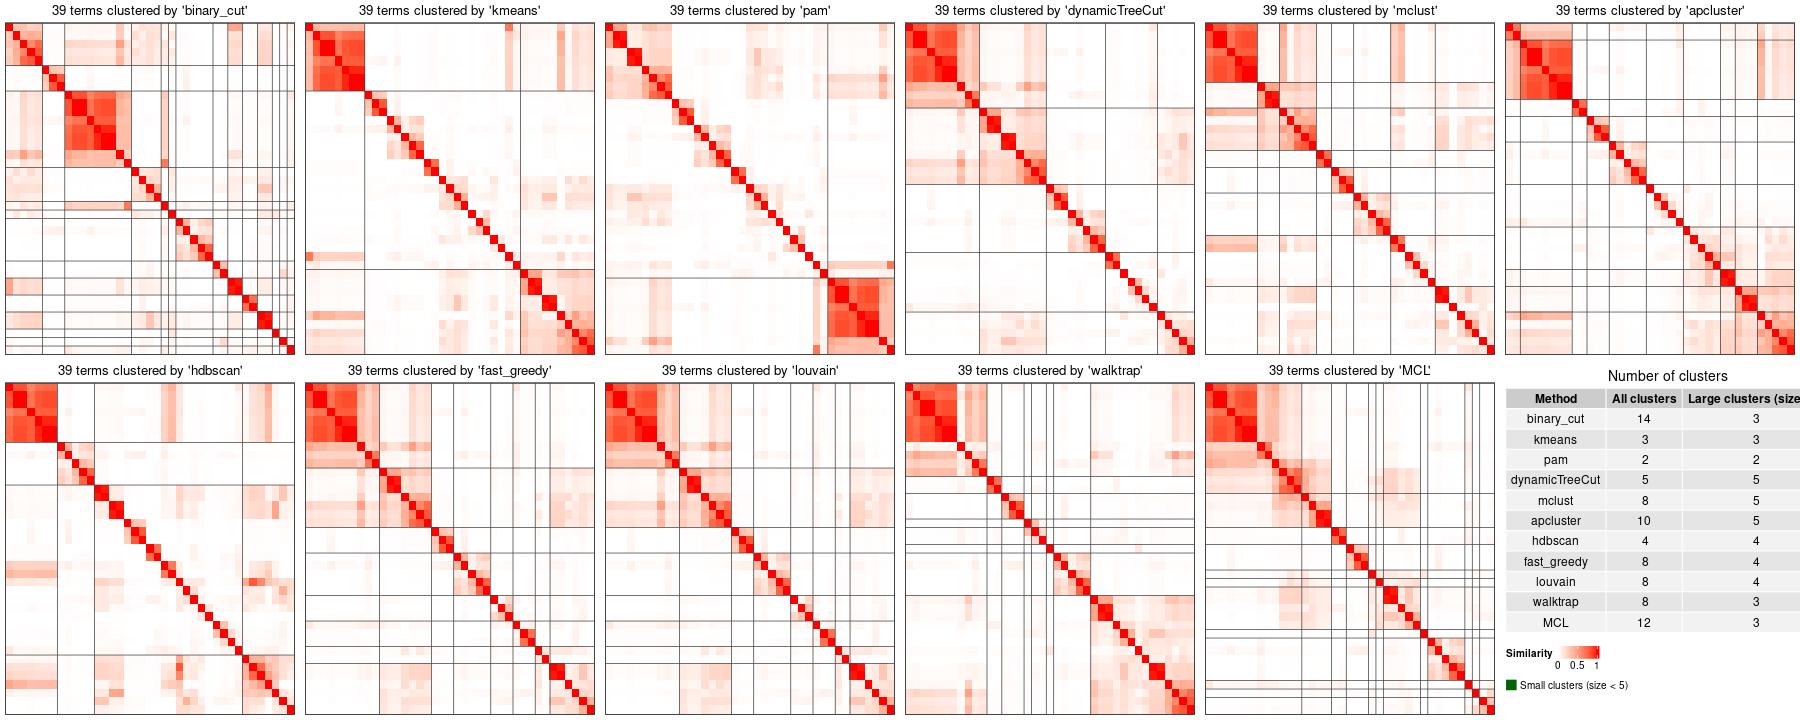 39 terms clustered by 'binary_cut'
39 terms clustered by 'kmeans'
39 terms clustered by 'pam'
39 terms clustered by 'dynamicTreeCut'
39 terms clustered by 'mclust'
39 terms clustered by 'apcluster'
39 terms clustered by 'hdbscan'
39 terms clustered by 'fast_greedy'
39 terms clustered by 'louvain'
39 terms clustered by 'walktrap'
39 terms clustered by 'MCL'
Number of clusters
Method All clusters Large clusters (size
binary_cut 14 3
kmeans 3 3
pam 2 2
dynamicTreeCut 5 5
mclust 8 5
apcluster 10 5
hdbscan 4 4
fast_greedy 8 4
louvain 8 4
walktrap 8 3
MCL 12 3
Similarity
0 0.5 1
Small clusters (size < 5)